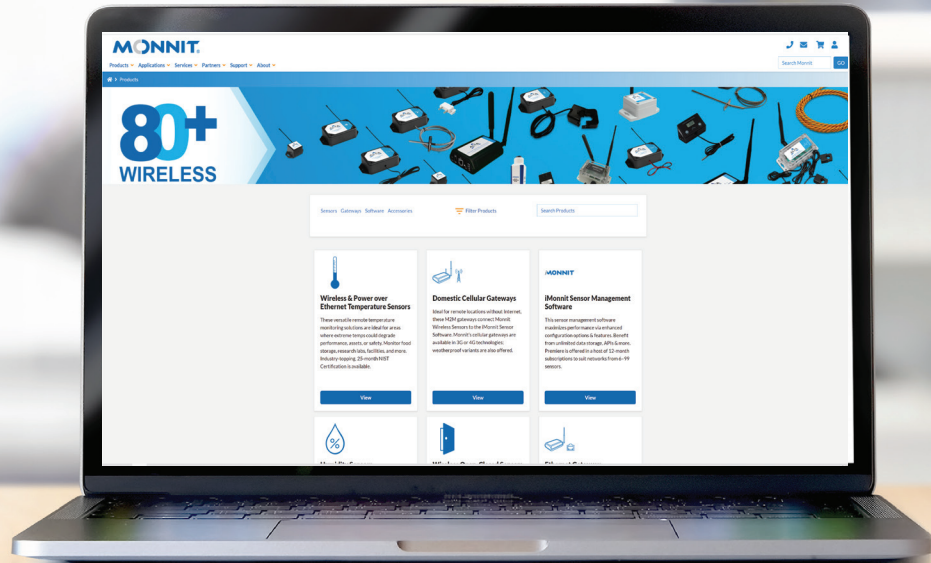 MONNIT
Products Applications Services Partners Support About
Search Monnit GO
> Products
80+
WIRELESS
Sensors Gateways Software Accessories Filter Products Search Products
Wireless & Power over
Ethernet Temperature Sensors
These versatile remote temperature
monitoring solutions are ideal for areas
where extreme temps could degrade
performance, assets, or safety. Monitor food
storage, research labs, facilities, and more.
Industry-topping, 25-month NIST
Certification is available.
View
Domestic Cellular Gateways
Ideal for remote locations without Internet,
these M2M gateways connect Monnit
Wireless Sensors to the iMonnit Sensor
Software. Monnit's cellular gateways are
available in 3G or 4G technologies;
weatherproof variants are also offered.
View
MONNIT
iMonnit Sensor Management
Software
This sensor management software
maximizes performance via enhanced
configuration options & features. Benefit
from unlimited data storage, APIs & more.
Premiere is offered in a host of 12-month
subscriptions to suit networks from 6–99
sensors.
View
%